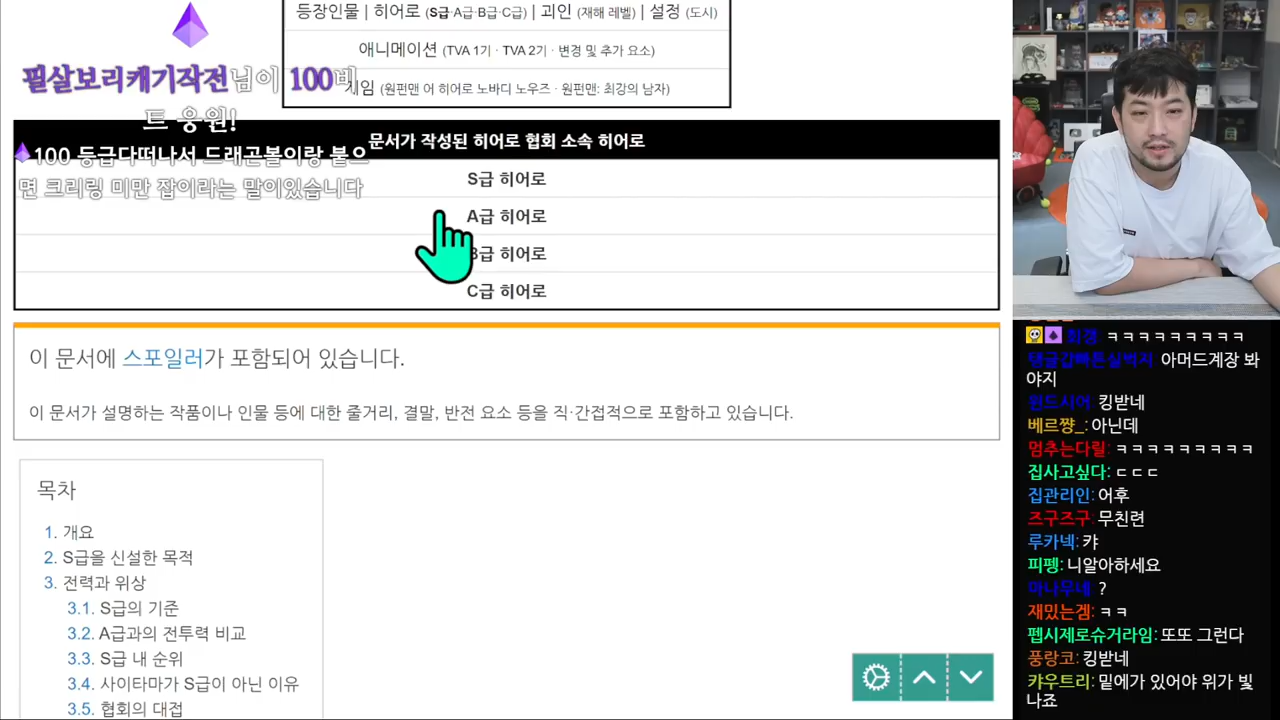 등장인물 | 히어로 (S급·A급·B급·C급) | 괴인 (재해 레벨) | 설정 (도시)
애니메이션 (TVA 1기 · TVA 2기 · 변경 및 추가 요소)
게임 (원펀맨 어 히어로 노바디 노우즈 · 원펀맨: 최강의 남자)
필살보리캐기작전님이 100비
트 응원!
100 등급다떠나서 드래곤볼이랑 붙으
면 크리링 미만 잡이라는 말이있습니다
문서가 작성된 히어로 협회 소속 히어로
S급 히어로
A급 히어로
B급 히어로
C급 히어로
이 문서에 스포일러가 포함되어 있습니다.
이 문서가 설명하는 작품이나 인물 등에 대한 줄거리, 결말, 반전 요소 등을 직·간접적으로 포함하고 있습니다.
목차
1. 개요
2. S급을 신설한 목적
3. 전력과 위상
3.1. S급의 기준
3.2. A급과의 전투력 비교
3.3. S급 내 순위
3.4. 사이타마가 S급이 아닌 이유
3.5. 협회의 대접
ㅋㅋㅋㅋㅋㅋㅋㅋㅋ
아머드계장 봐
야지
윈드시어 킹받네
베르쨩_: 아닌데
멈추는다릴: ㅋㅋㅋㅋㅋㅋㅋㅋㅋ
집사고싶다: ㄷㄷㄷ
집관리인: 어후
즈구즈구: 무친련
루카넥: 캬
피펭: 니알아하세요
마나무네 ?
재밌는겜: ㅋㅋ
펩시제로슈거라임: 또또 그런다
풍랑코: 킹받네
캬우트리: 밑에가 있어야 위가 빛
나죠